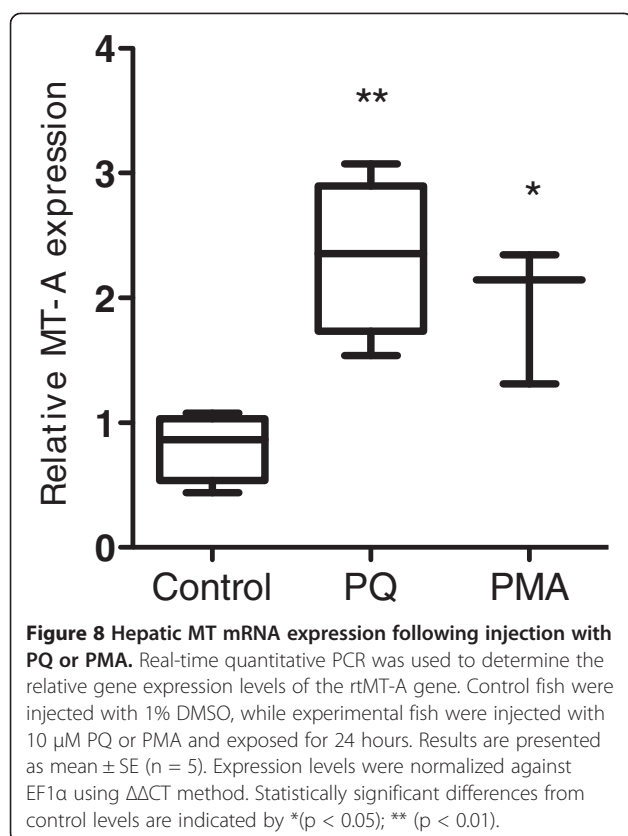 4
3
2
1
0
Relative MT-A expression
**
*
Control PQ PMA
Figure 8 Hepatic MT mRNA expression following injection with
PQ or PMA. Real-time quantitative PCR was used to determine the
relative gene expression levels of the rtMT-A gene. Control fish were
injected with 1% DMSO, while experimental fish were injected with
10 μM PQ or PMA and exposed for 24 hours. Results are presented
as mean ± SE (n = 5). Expression levels were normalized against
EF1α using ΔΔCT method. Statistically significant differences from
control levels are indicated by *(p < 0.05); ** (p < 0.01).